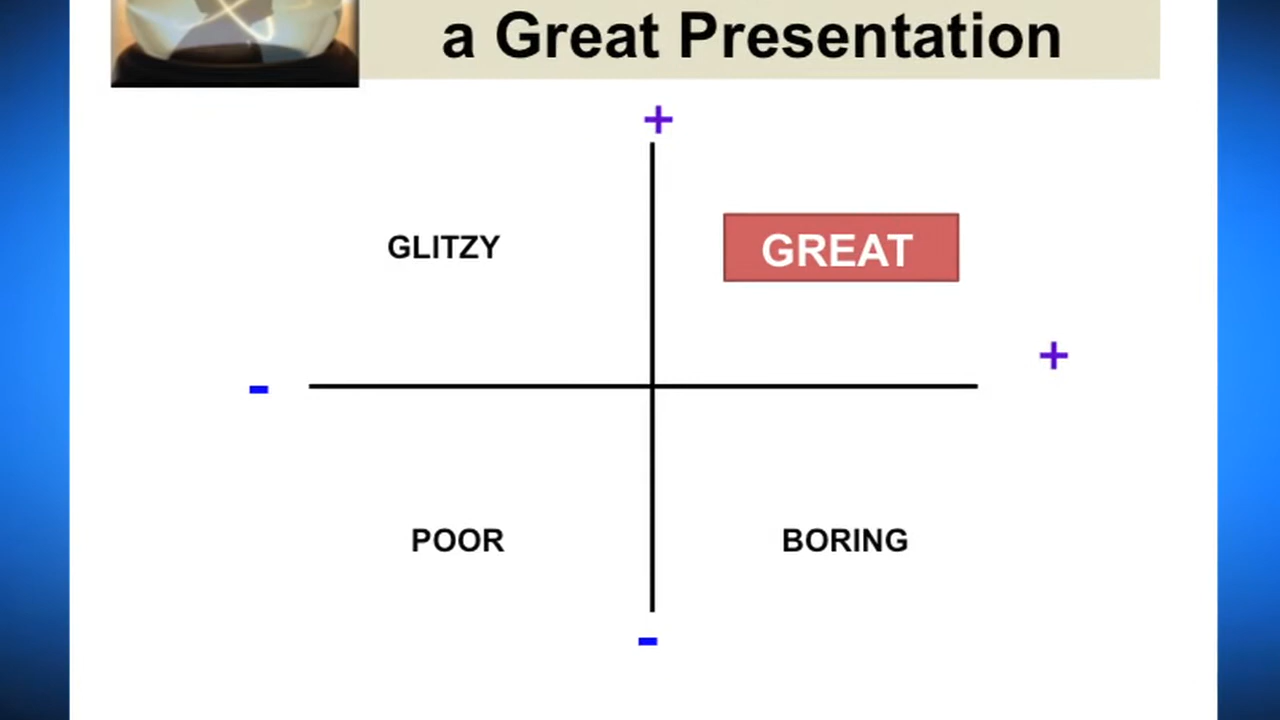 a Great Presentation
+
GLITZY
GREAT
+
-
POOR
BORING
-